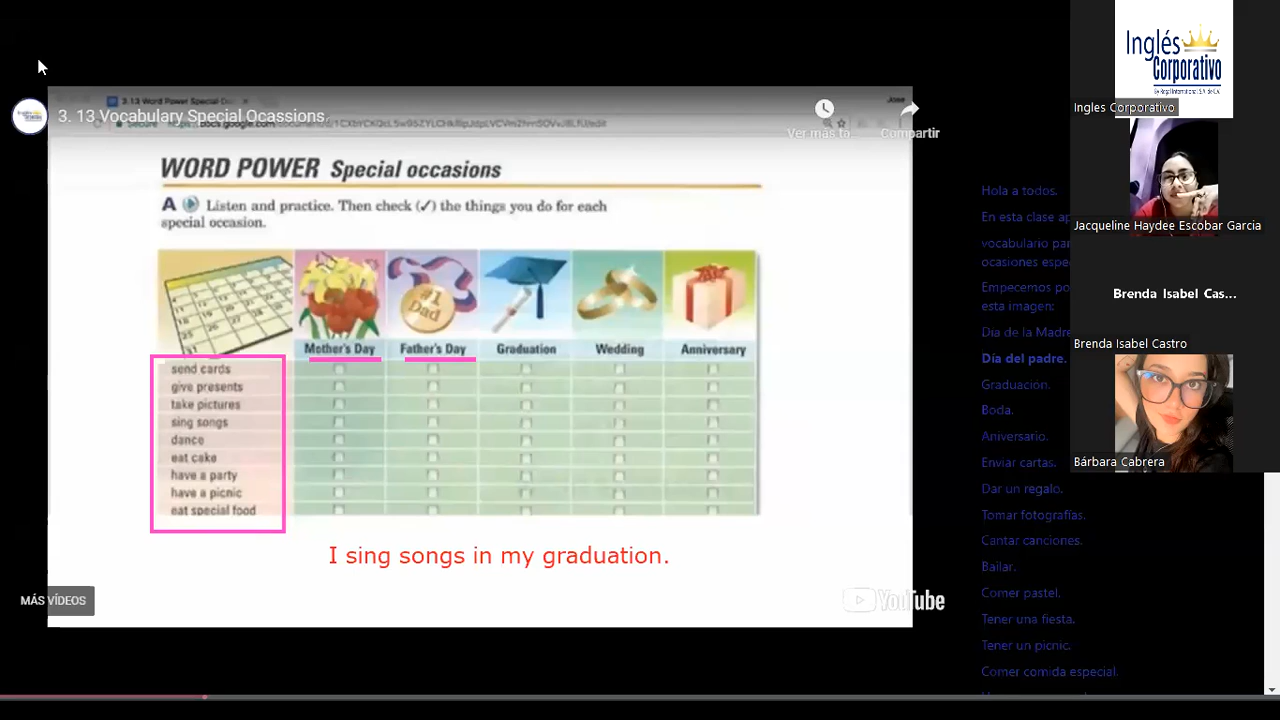 3. 13 Vocabulary Special Ocassions
Ver más ta...
Compartir
WORD POWER Special occasions
A Listen and practice. Then check (✓) the things you do for each
special occasion.
#1 Dad
Mother's Day Father's Day Graduation Wedding Anniversary
send cards
give presents
take pictures
sing songs
dance
eat cake
have a party
have a picnic
eat special food
I sing songs in my graduation.
MÁS VÍDEOS
YouTube
Hola a todos.
En esta clase
vocabulario
ocasiones
Empecemos
esta imagen:
Dia de la Madre
Día del padre.
Graduación.
Boda.
Aniversario.
Enviar cartas.
Dar un regalo.
Tomar fotografías.
Cantar canciones.
Bailar.
Comer pastel.
Tener una fiesta.
Tener un picnic.
Comer comida especial.
Inglés
Corporativo
Ingles Corporativo
Jacqueline Haydee Escobar Garcia
Brenda Isabel Cas...
Brenda Isabel Castro
Bárbara Cabrera